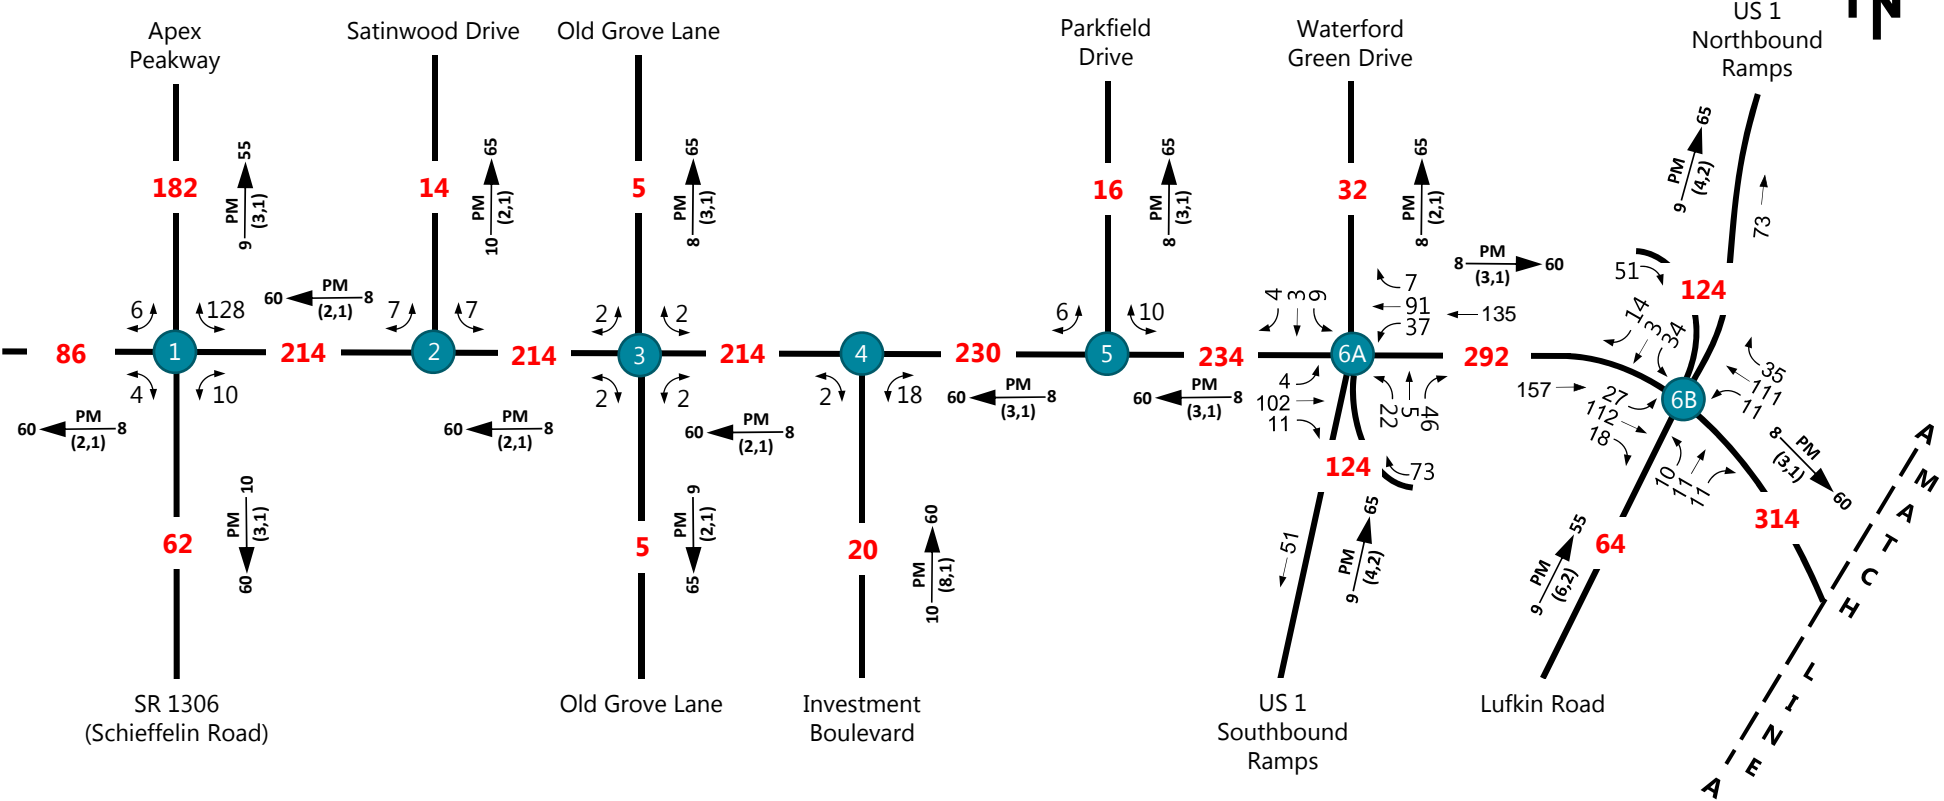 Apex
Peakway
Satinwood Drive
Old Grove Lane
Parkfield
Drive
Waterford
Green Drive
US 1
Northbound
Ramps
N
182
9 PM (3,1) 55
14
10 PM (2,1) 65
5
8 PM (3,1) 65
16
8 PM (3,1) 65
32
8 PM (2,1) 65
9 PM (4,2) 65
73
8 PM (3,1) 60
51
124
6
128
60 PM (2,1) 8
7
7
2
2
6
10
4
3
9
7
91
37
135
14
3
34
86
1
214
2
214
3
214
4
230
5
234
6A
292
6B
4
10
2
2
2
18
4
102
11
22
5
46
157
27
112
18
35
111
11
10
11
11
60 PM (2,1) 8
60 PM (2,1) 8
60 PM (2,1) 8
60 PM (3,1) 8
60 PM (3,1) 8
124
73
8 PM (3,1) 60
314
62
10 PM (3,1) 60
5
9 PM (2,1) 65
20
10 PM (8,1) 60
51
9 PM (4,2) 65
9 PM (6,2) 55
64
SR 1306
(Schieffelin Road)
Old Grove Lane
Investment
Boulevard
US 1
Southbound
Ramps
Lufkin Road
A
MATCH LINE
A